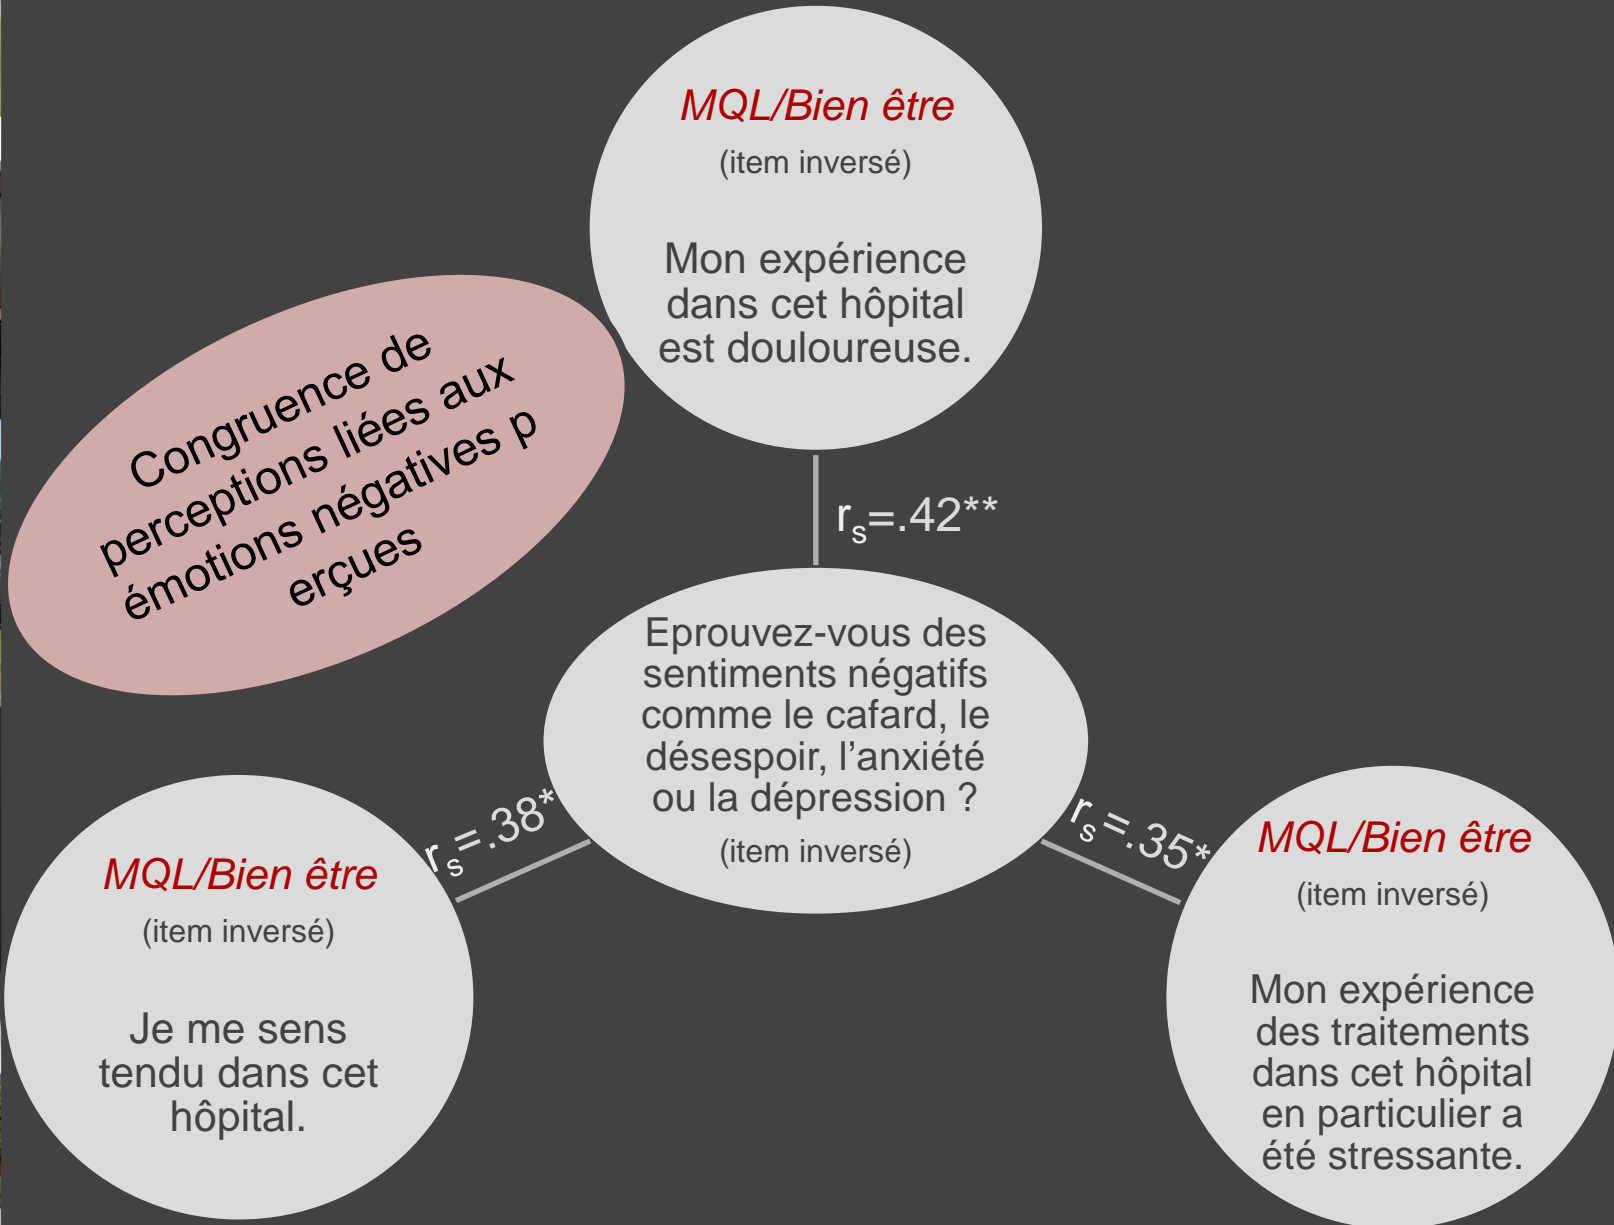 MQL/Bien être
(item inversé)
Mon expérience
dans cet hôpital
est douloureuse.
Congruence de
perceptions liées aux
émotions négatives p
erçues
rs=.42**
Eprouvez-vous des
sentiments négatifs
comme le cafard, le
désespoir, l’anxiété
ou la dépression ?
(item inversé)
rs=.38*
rs=.35*
MQL/Bien être
(item inversé)
Je me sens
tendu dans cet
hôpital.
MQL/Bien être
(item inversé)
Mon expérience
des traitements
dans cet hôpital
en particulier a
été stressante.